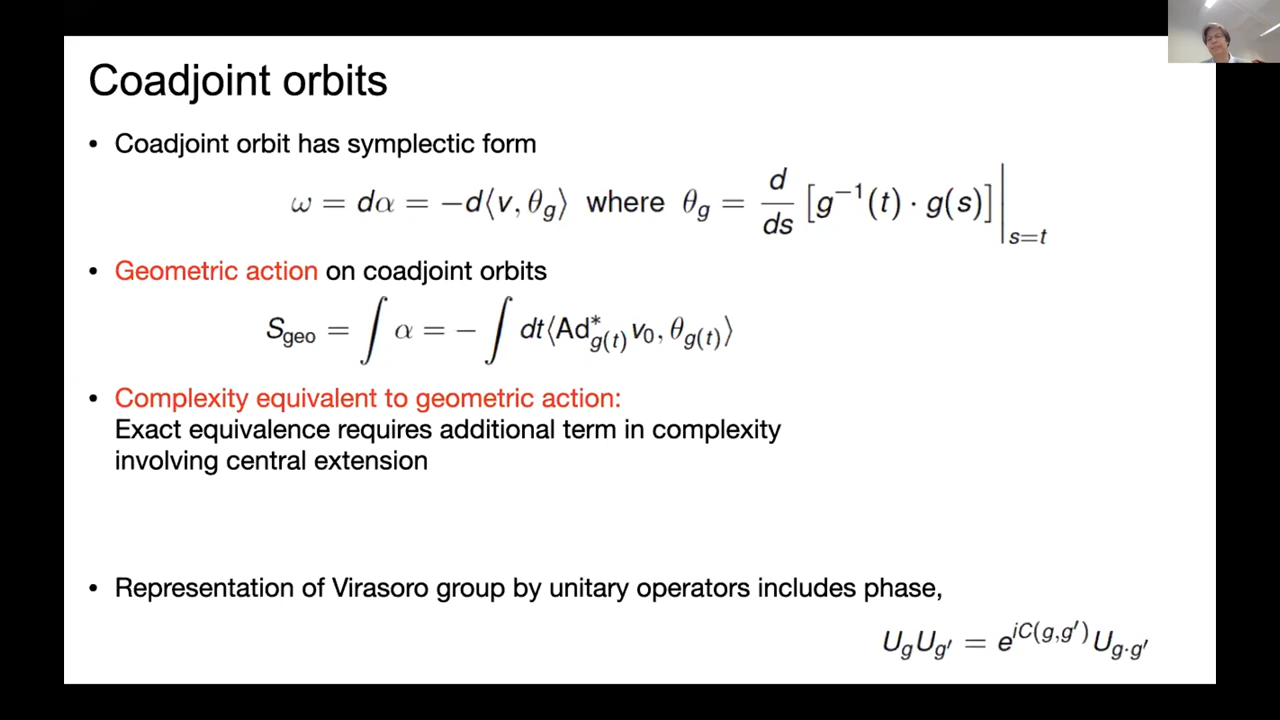 Coadjoint orbits
• Coadjoint orbit has symplectic form
ω = dα = −d⟨v, θ_g⟩ where θ_g = d/ds [g⁻¹(t) · g(s)]|_{s=t}
• Geometric action on coadjoint orbits
S_geo = ∫ α = − ∫ dt⟨Ad*_{g(t)} v₀, θ_{g(t)}⟩
• Complexity equivalent to geometric action:
Exact equivalence requires additional term in complexity
involving central extension
• Representation of Virasoro group by unitary operators includes phase,
U_g U_{g′} = e^{iC(g,g′)} U_{g·g′}